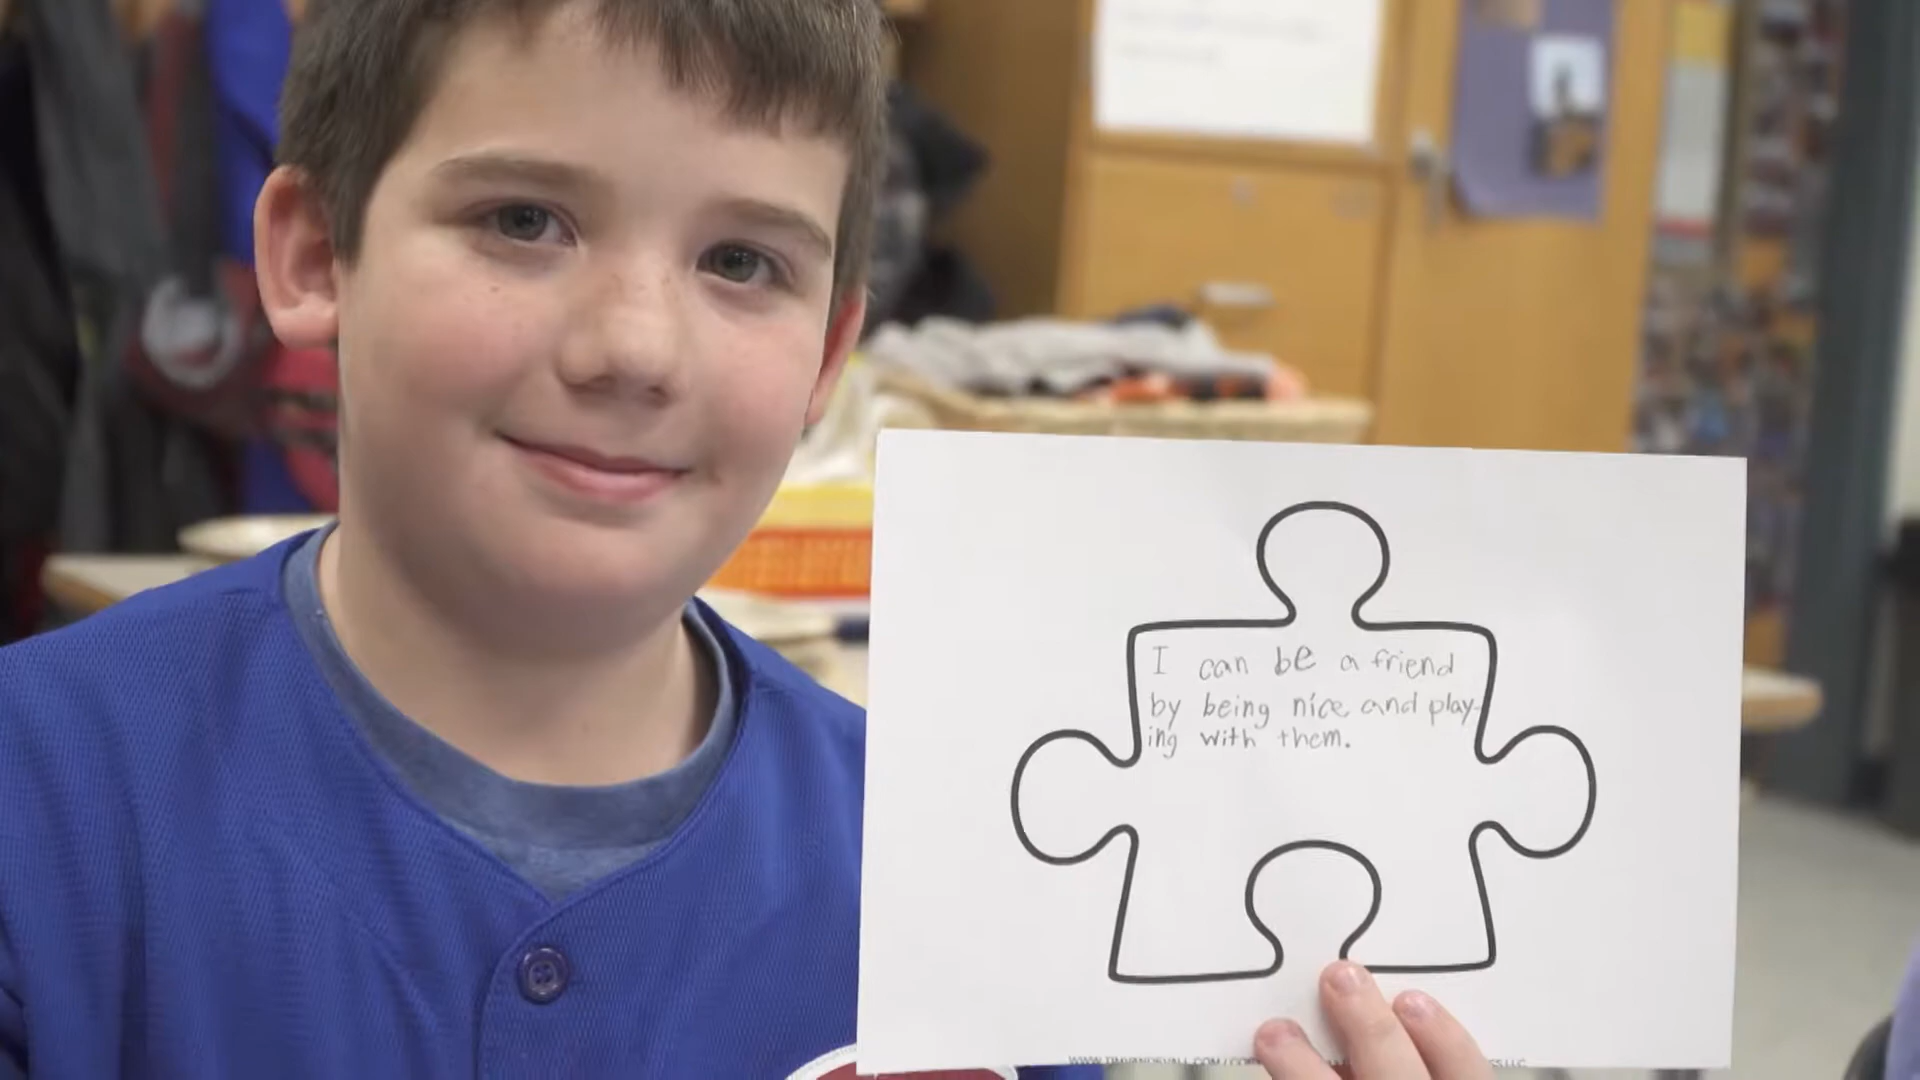 I can be a friend
by being nice and play-
ing with them.